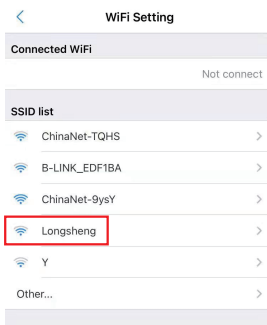 WiFi Setting
Connected WiFi
Not connect
SSID list
ChinaNet-TQHS
B-LINK_EDF1BA
ChinaNet-9ysY
Longsheng
Y
Other...